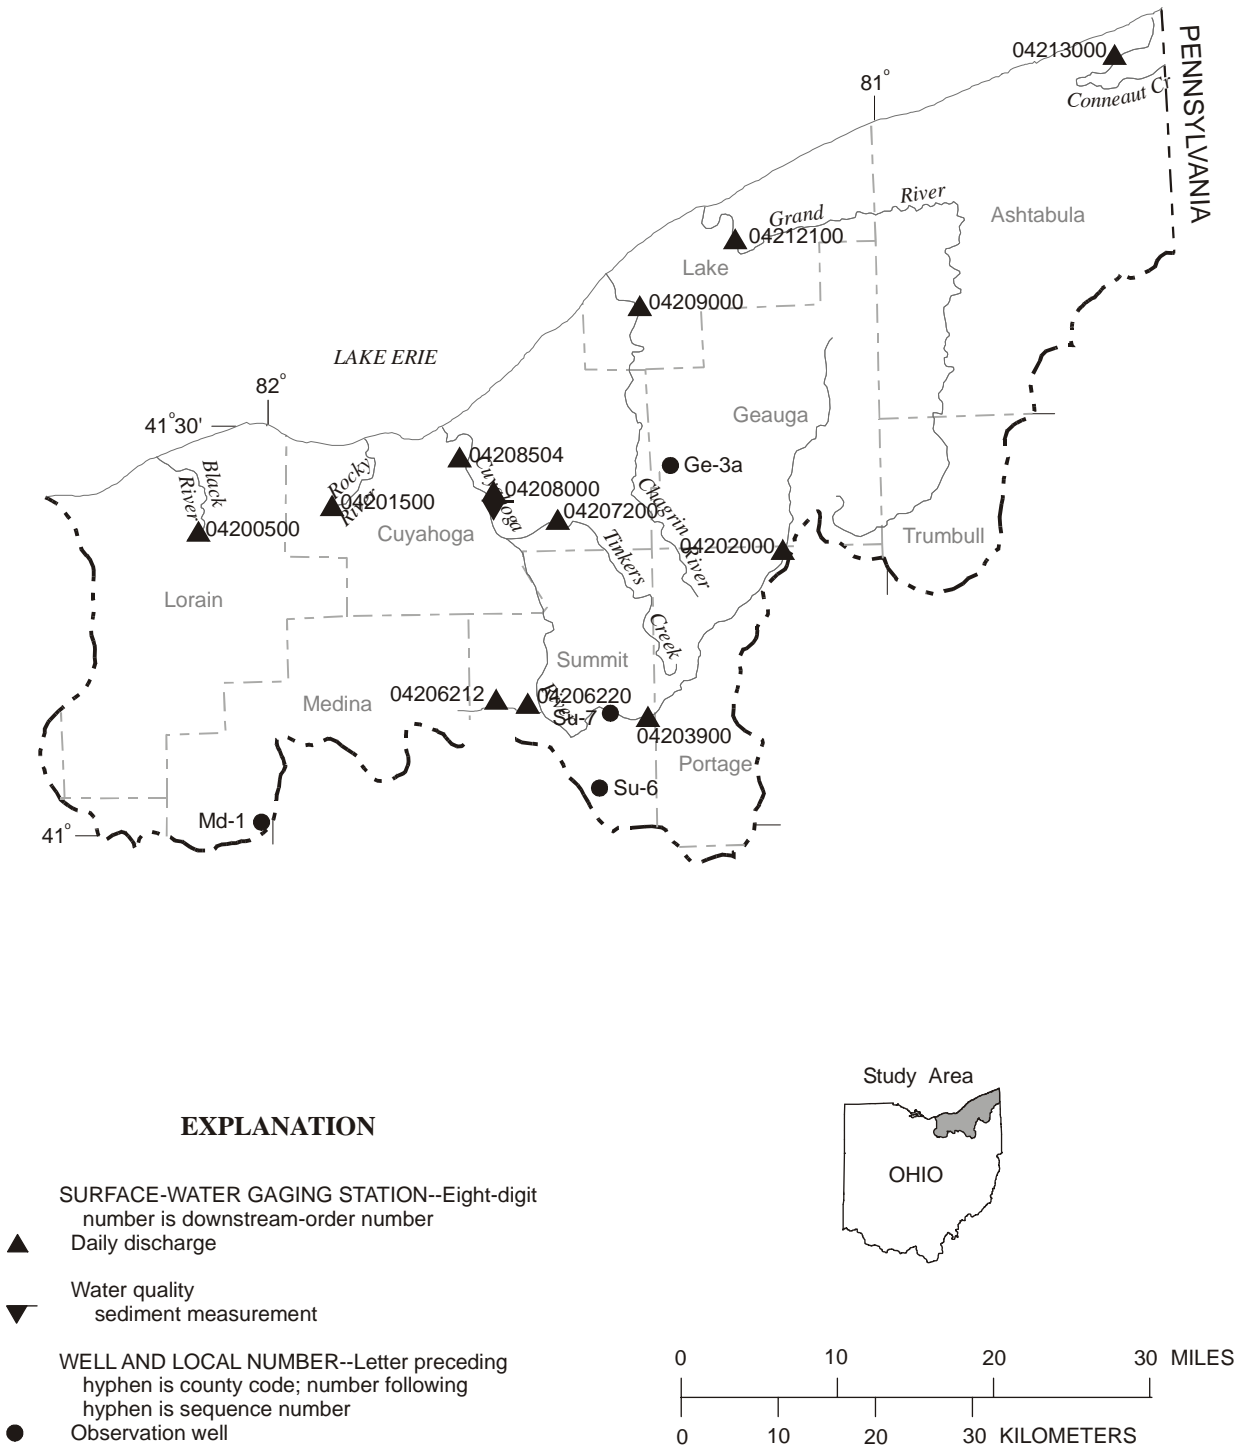 PENNSYLVANIA
04213000
Conneaut Cr
81°
Grand River
Ashtabula
04212100
Lake
04209000
LAKE ERIE
82°
41°30'
Geauga
04208504
Ge-3a
Black River
Rocky River
04208000
04201500
Cuyahoga River
04207200
04200500
Cuyahoga
Chagrin River
04202000
Trumbull
Tinkers Creek
Lorain
Summit
Medina
04206212
04206220
Su-7
04203900
Portage
Su-6
Md-1
41°
Study Area
OHIO
EXPLANATION
SURFACE-WATER GAGING STATION--Eight-digit
number is downstream-order number
Daily discharge
Water quality
sediment measurement
WELL AND LOCAL NUMBER--Letter preceding
hyphen is county code; number following
hyphen is sequence number
Observation well
0 10 20 30 MILES
0 10 20 30 KILOMETERS